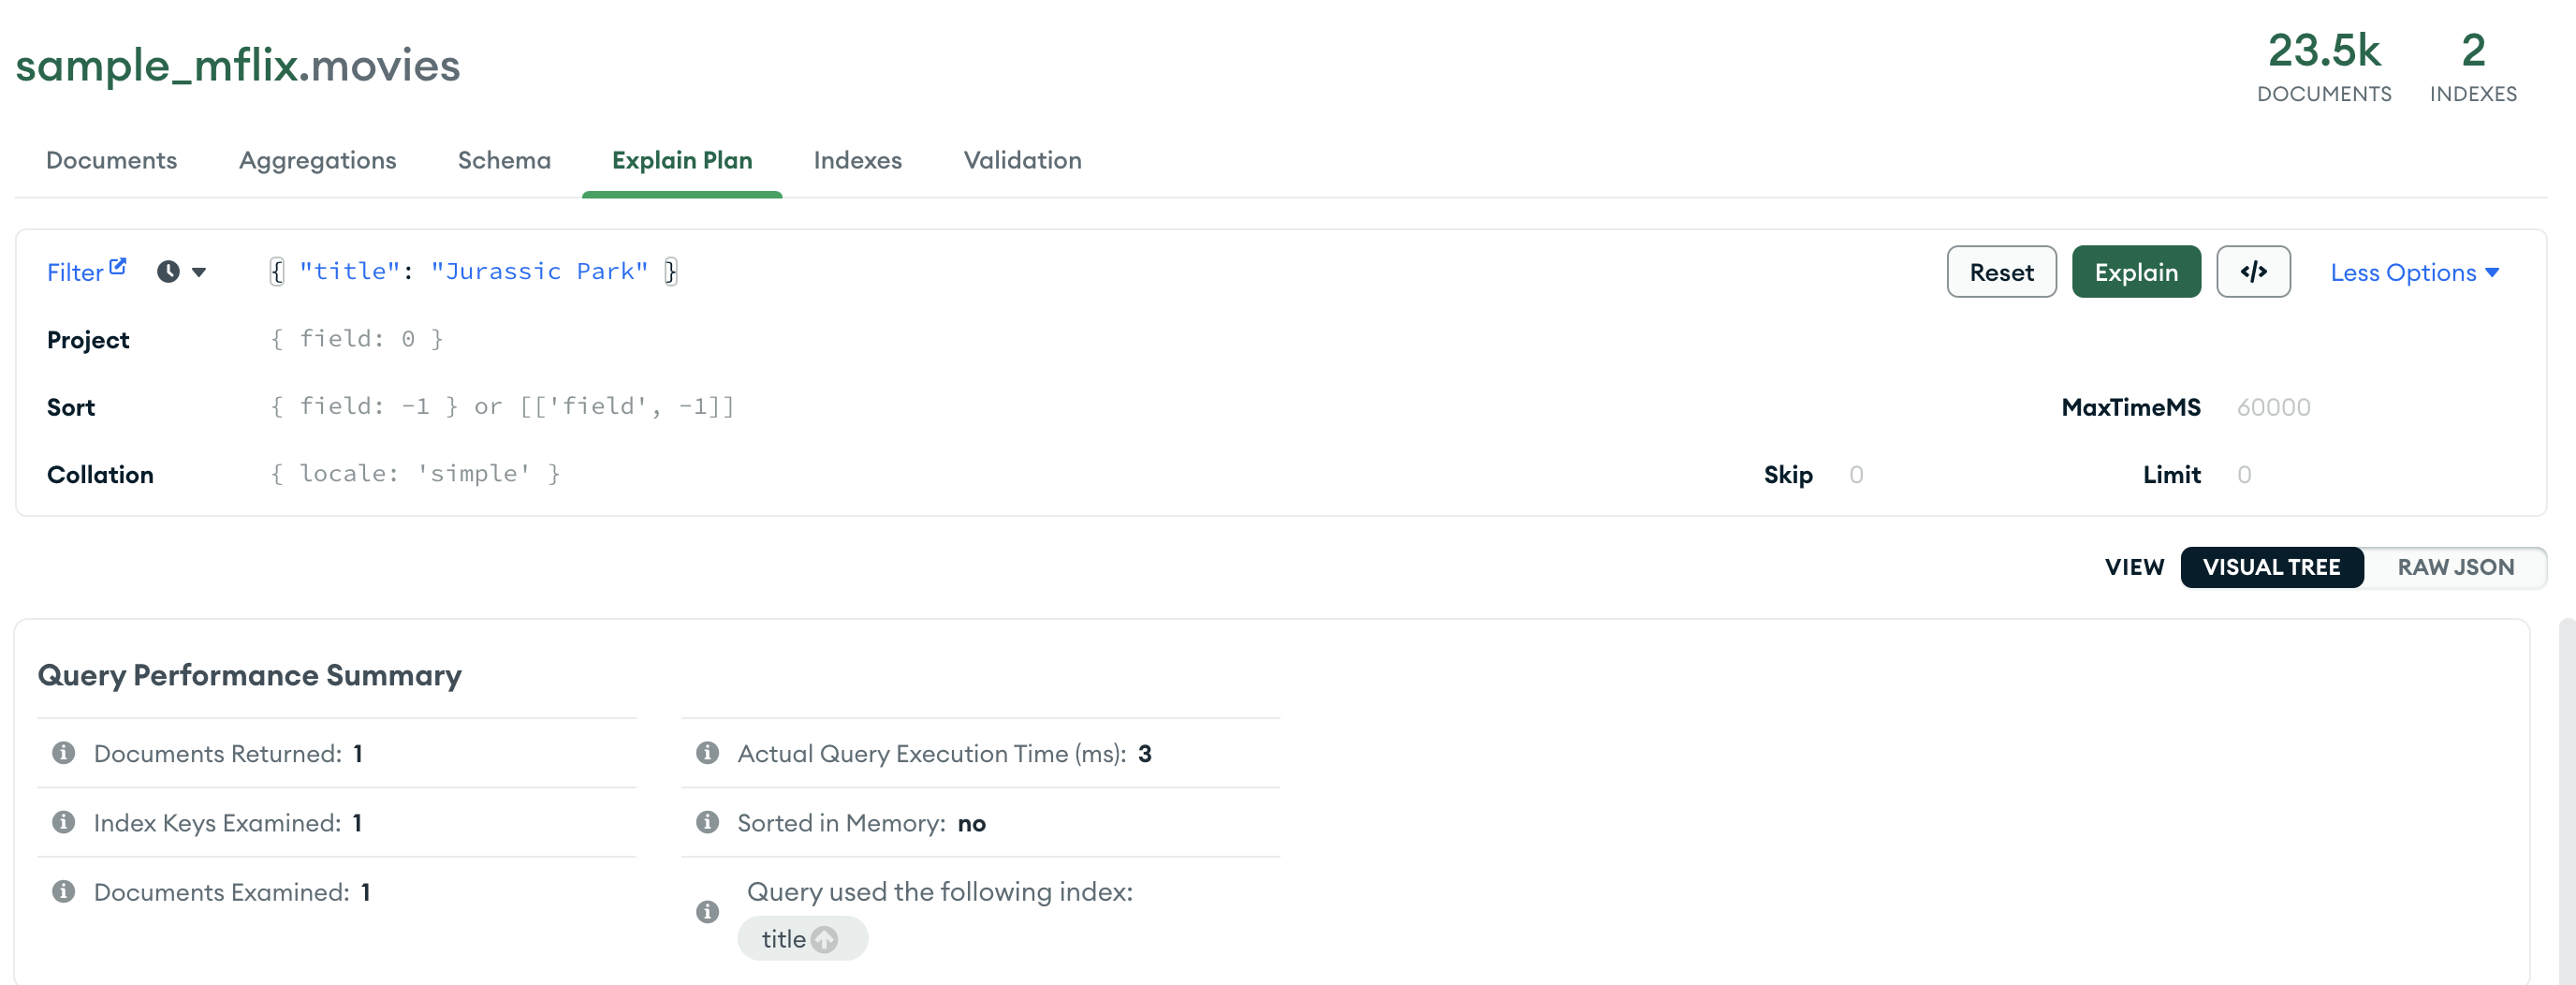 sample_mflix.movies
23.5k
DOCUMENTS
2
INDEXES
Documents Aggregations Schema Explain Plan Indexes Validation
Filter { "title": "Jurassic Park" } Reset Explain </> Less Options
Project { field: 0 }
Sort { field: -1 } or [['field', -1]] MaxTimeMS 60000
Collation { locale: 'simple' } Skip 0 Limit 0
VIEW VISUAL TREE RAW JSON
Query Performance Summary
Documents Returned: 1
Index Keys Examined: 1
Documents Examined: 1
Actual Query Execution Time (ms): 3
Sorted in Memory: no
Query used the following index:
title